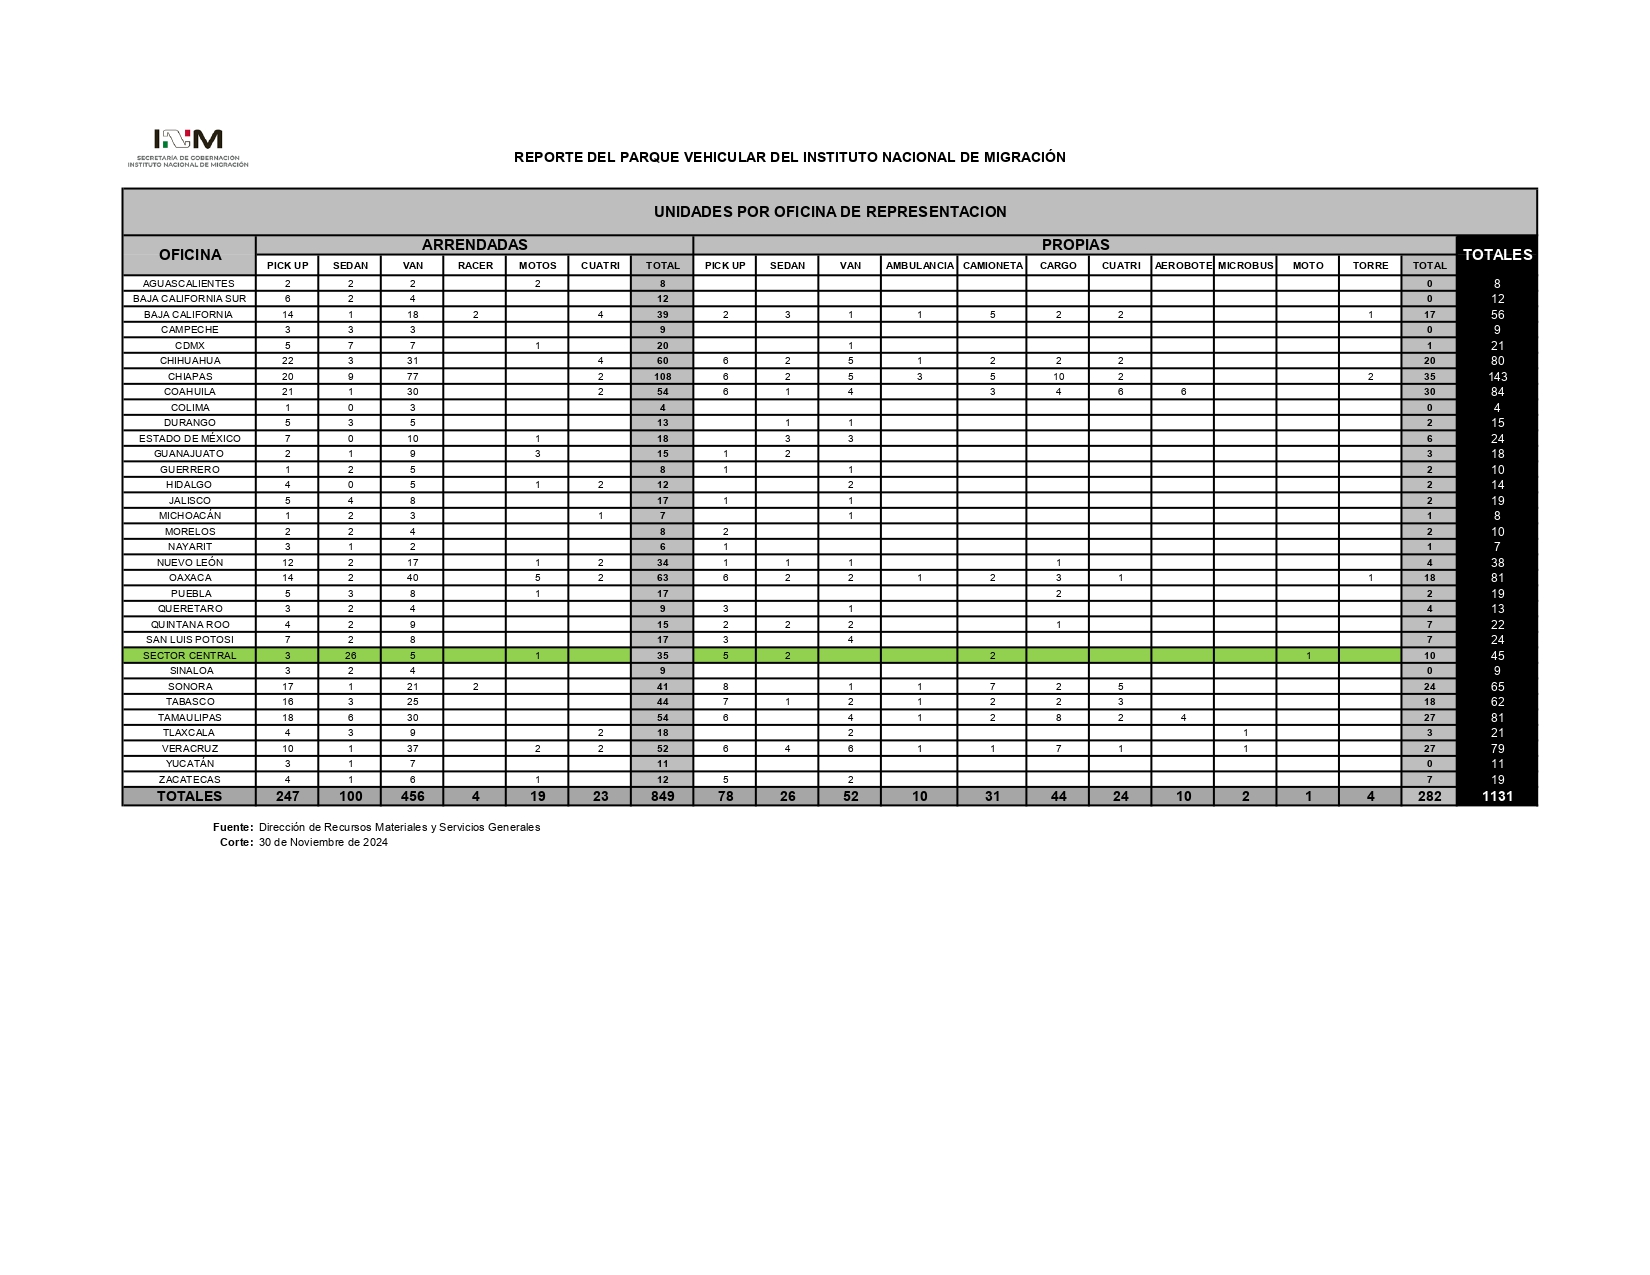 INM
SECRETARÍA DE GOBERNACIÓN
INSTITUTO NACIONAL DE MIGRACIÓN
REPORTE DEL PARQUE VEHICULAR DEL INSTITUTO NACIONAL DE MIGRACIÓN
UNIDADES POR OFICINA DE REPRESENTACION
OFICINA ARRENDADAS PROPIAS TOTALES
PICK UP SEDAN VAN RACER MOTOS CUATRI TOTAL PICK UP SEDAN VAN AMBULANCIA CAMIONETA CARGO CUATRI AEROBOTE MICROBUS MOTO TORRE TOTAL
AGUASCALIENTES 2 2 2 2 8 0 8
BAJA CALIFORNIA SUR 6 2 4 12 0 12
BAJA CALIFORNIA 14 1 18 2 4 39 2 3 1 1 5 2 2 1 17 56
CAMPECHE 3 3 3 9 0 9
CDMX 5 7 7 1 20 1 1 21
CHIHUAHUA 22 3 31 4 60 6 2 5 1 2 2 2 20 80
CHIAPAS 20 9 77 2 108 6 2 5 3 5 10 2 2 35 143
COAHUILA 21 1 30 2 54 6 1 4 3 4 6 6 30 84
COLIMA 1 0 3 4 0 4
DURANGO 5 3 5 13 1 1 2 15
ESTADO DE MÉXICO 7 0 10 1 18 3 3 6 24
GUANAJUATO 2 1 9 3 15 1 2 3 18
GUERRERO 1 2 5 8 1 1 2 10
HIDALGO 4 0 5 1 2 12 2 2 14
JALISCO 5 4 8 17 1 1 2 19
MICHOACÁN 1 2 3 1 7 1 1 8
MORELOS 2 2 4 8 2 2 10
NAYARIT 3 1 2 6 1 1 7
NUEVO LEÓN 12 2 17 1 2 34 1 1 1 1 4 38
OAXACA 14 2 40 5 2 63 6 2 2 1 2 3 1 1 18 81
PUEBLA 5 3 8 1 17 2 2 19
QUERETARO 3 2 4 9 3 1 4 13
QUINTANA ROO 4 2 9 15 2 2 2 1 7 22
SAN LUIS POTOSI 7 2 8 17 3 4 7 24
SECTOR CENTRAL 3 26 5 1 35 5 2 2 1 10 45
SINALOA 3 2 4 9 0 9
SONORA 17 1 21 2 41 8 1 1 7 2 5 24 65
TABASCO 16 3 25 44 7 1 2 1 2 2 3 18 62
TAMAULIPAS 18 6 30 54 6 4 1 2 8 2 4 27 81
TLAXCALA 4 3 9 2 18 2 1 3 21
VERACRUZ 10 1 37 2 2 52 6 4 6 1 1 7 1 1 27 79
YUCATÁN 3 1 7 11 0 11
ZACATECAS 4 1 6 1 12 5 2 7 19
TOTALES 247 100 456 4 19 23 849 78 26 52 10 31 44 24 10 2 1 4 282 1131
Fuente: Dirección de Recursos Materiales y Servicios Generales
Corte: 30 de Noviembre de 2024